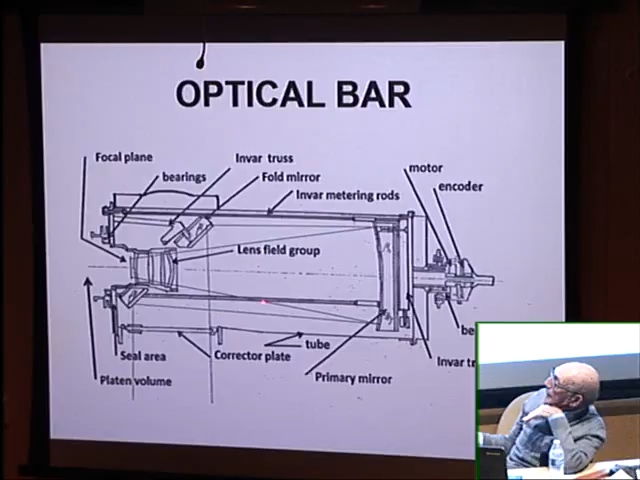 OPTICAL BAR
Focal plane
Invar truss
motor
bearings
Fold mirror
encoder
Invar metering rods
Lens field group
Seal area
Corrector plate
tube
Platen volume
Primary mirror